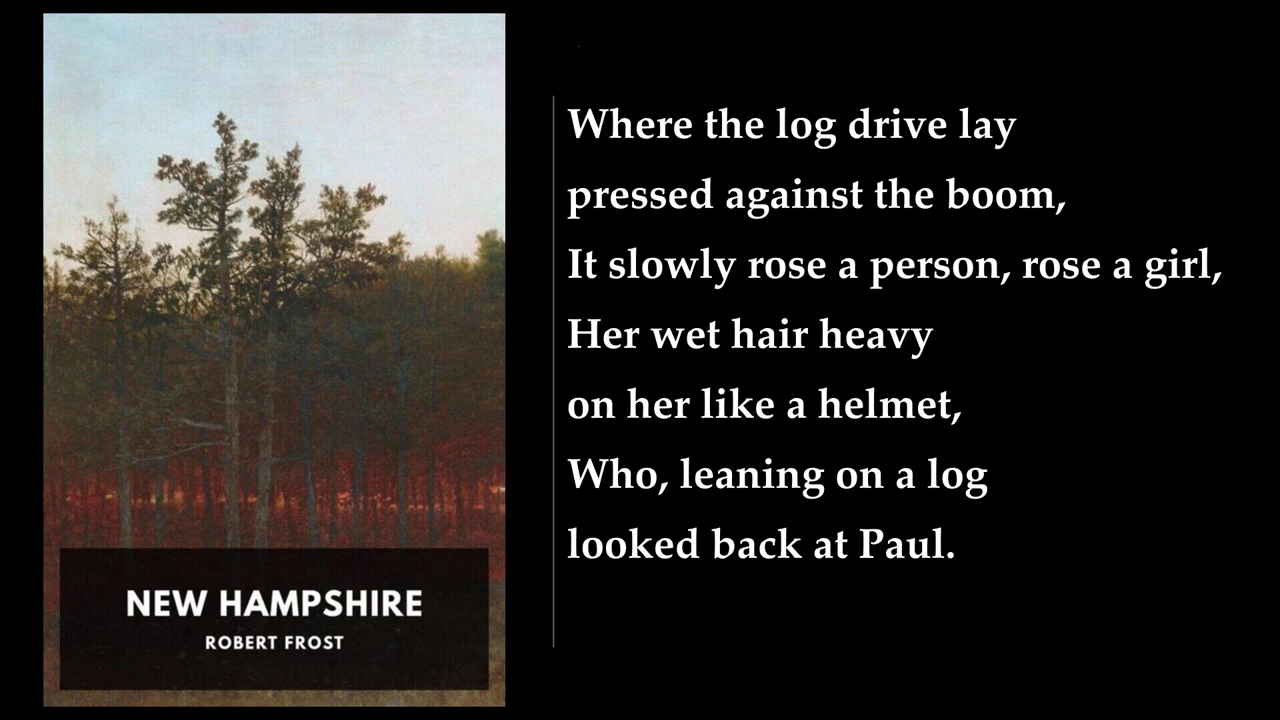 NEW HAMPSHIRE
ROBERT FROST
Where the log drive lay
pressed against the boom,
It slowly rose a person, rose a girl,
Her wet hair heavy
on her like a helmet,
Who, leaning on a log
looked back at Paul.